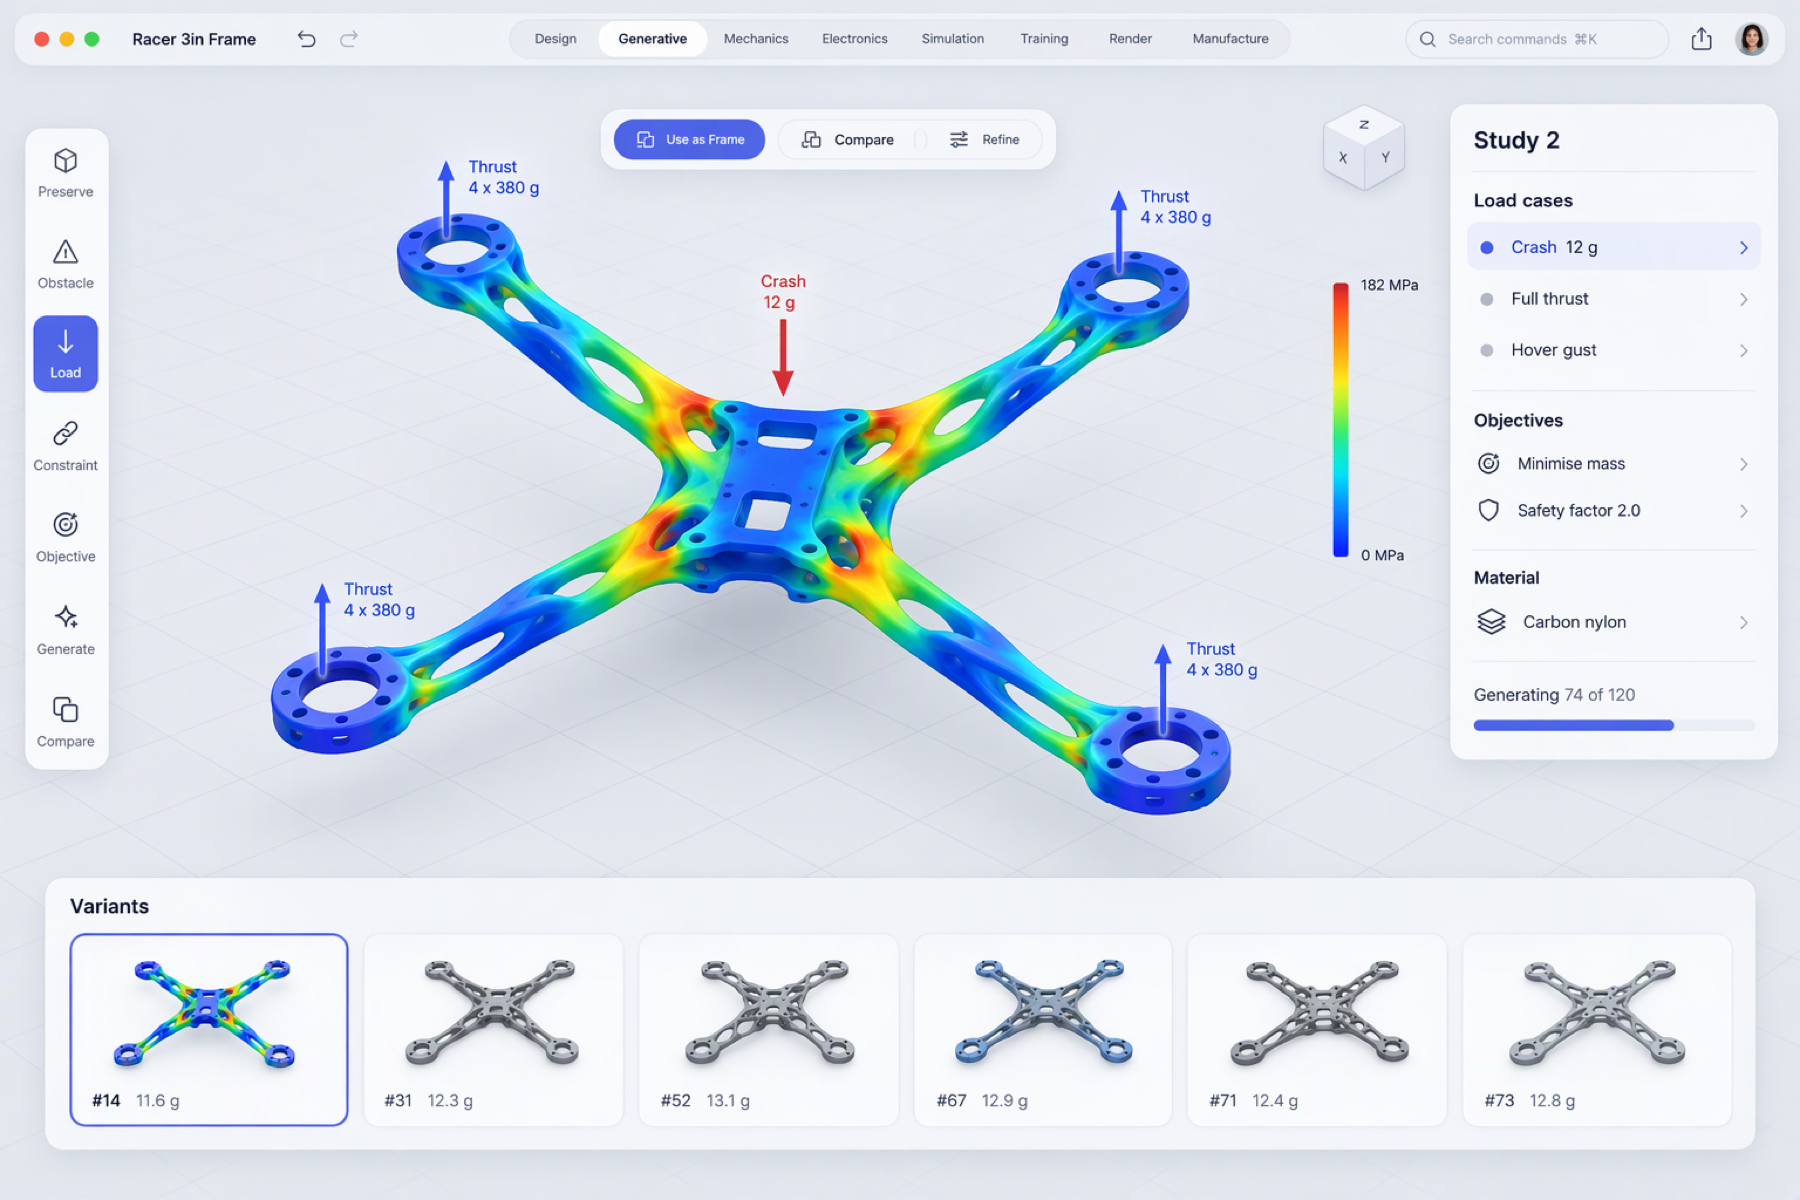 Racer 3in Frame
Design
Generative
Mechanics
Electronics
Simulation
Training
Render
Manufacture
Search commands ⌘K
Preserve
Obstacle
Load
Constraint
Objective
Generate
Compare
Use as Frame
Compare
Refine
Z
X
Y
Thrust
4 x 380 g
Thrust
4 x 380 g
Crash
12 g
Thrust
4 x 380 g
Thrust
4 x 380 g
182 MPa
0 MPa
Study 2
Load cases
Crash 12 g
Full thrust
Hover gust
Objectives
Minimise mass
Safety factor 2.0
Material
Carbon nylon
Generating 74 of 120
Variants
#14 11.6 g
#31 12.3 g
#52 13.1 g
#67 12.9 g
#71 12.4 g
#73 12.8 g